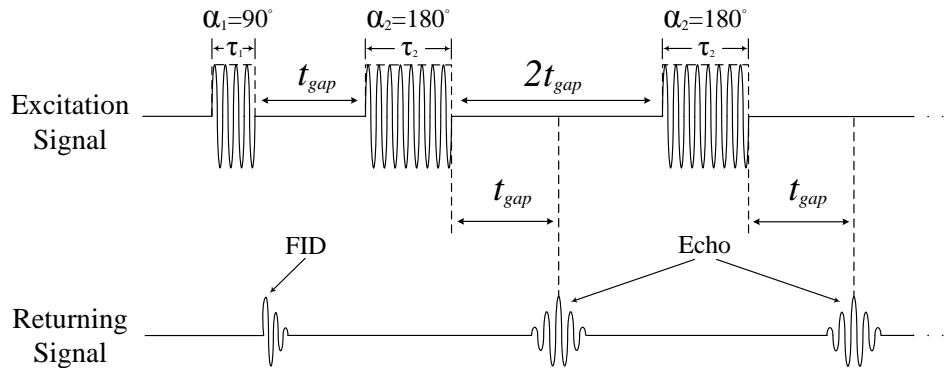 α₁=90° α₂=180° α₂=180°
τ₁ τ₂ τ₂
t_gap 2t_gap
Excitation
Signal
t_gap t_gap
FID Echo
Returning
Signal